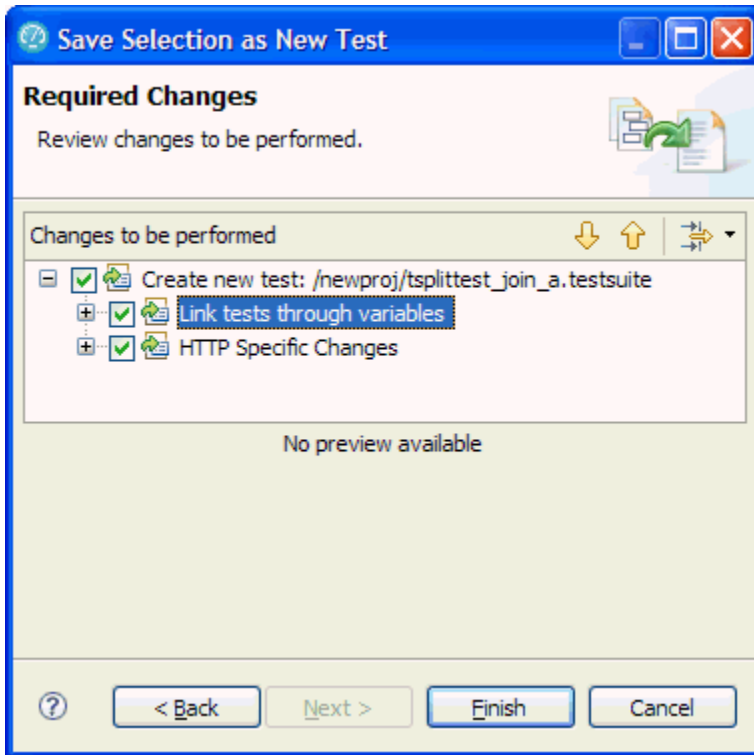 Save Selection as New Test
Required Changes
Review changes to be performed.
Changes to be performed
Create new test: /newproj/tsplittest_join_a.testsuite
Link tests through variables
HTTP Specific Changes
No preview available
? < Back Next > Finish Cancel